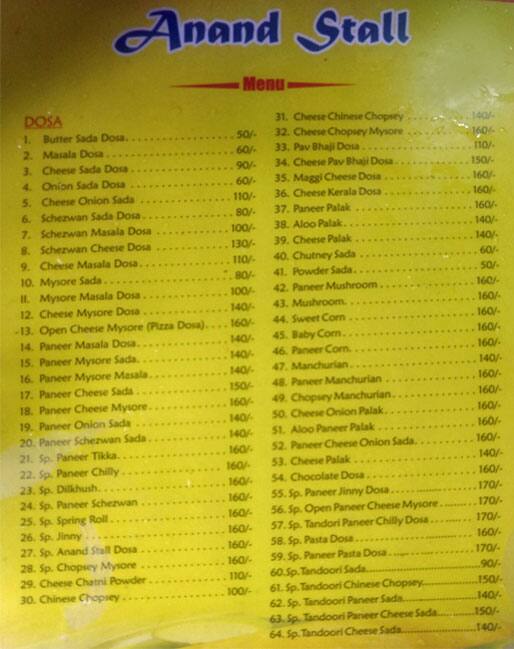 Anand Stall
Menu
DOSA
1. Butter Sada Dosa 50/-
2. Masala Dosa 60/-
3. Cheese Sada Dosa 90/-
4. Onion Sada Dosa 60/-
5. Cheese Onion Sada 110/-
6. Schezwan Sada Dosa 80/-
7. Schezwan Masala Dosa 100/-
8. Schezwan Cheese Dosa 130/-
9. Cheese Masala Dosa 110/-
10. Mysore Sada 80/-
11. Mysore Masala Dosa 100/-
12. Cheese Mysore Dosa 140/-
13. Open Cheese Mysore (Pizza Dosa) 160/-
14. Paneer Masala Dosa 140/-
15. Paneer Mysore Sada 140/-
16. Paneer Mysore Masala 140/-
17. Paneer Cheese Sada 150/-
18. Paneer Cheese Mysore 160/-
19. Paneer Onion Sada 140/-
20. Paneer Schezwan Sada 140/-
21. Sp. Paneer Tikka 160/-
22. Sp. Paneer Chilly 160/-
23. Sp. Dilkhush 160/-
24. Sp. Paneer Schezwan 160/-
25. Sp. Spring Roll 160/-
26. Sp. Jinny 160/-
27. Sp. Anand Stall Dosa 160/-
28. Sp. Chopsey Mysore 160/-
29. Cheese Chatni Powder 110/-
30. Chinese Chopsey 100/-
31. Cheese Chinese Chopsey 140/-
32. Cheese Chopsey Mysore 160/-
33. Pav Bhaji Dosa 110/-
34. Cheese Pav Bhaji Dosa 150/-
35. Maggi Cheese Dosa 160/-
36. Cheese Kerala Dosa 160/-
37. Paneer Palak 160/-
38. Aloo Palak 140/-
39. Cheese Palak 140/-
40. Chutney Sada 60/-
41. Powder Sada 50/-
42. Paneer Mushroom 160/-
43. Mushroom 160/-
44. Sweet Corn 160/-
45. Baby Corn 160/-
46. Paneer Corn 160/-
47. Manchurian 140/-
48. Paneer Manchurian 160/-
49. Chopsey Manchurian 160/-
50. Cheese Onion Palak 160/-
51. Aloo Paneer Palak 160/-
52. Paneer Cheese Onion Sada 160/-
53. Cheese Palak 140/-
54. Chocolate Dosa 160/-
55. Sp. Paneer Jinny Dosa 170/-
56. Sp. Open Paneer Cheese Mysore 170/-
57. Sp. Tandori Paneer Chilly Dosa 170/-
58. Sp. Pasta Dosa 160/-
59. Sp. Paneer Pasta Dosa 170/-
60. Sp. Tandoori Sada 90/-
61. Sp. Tandoori Chinese Chopsey 150/-
62. Sp. Tandoori Paneer Sada 140/-
63. Sp. Tandoori Paneer Cheese Sada 150/-
64. Sp. Tandoori Cheese Sada 140/-